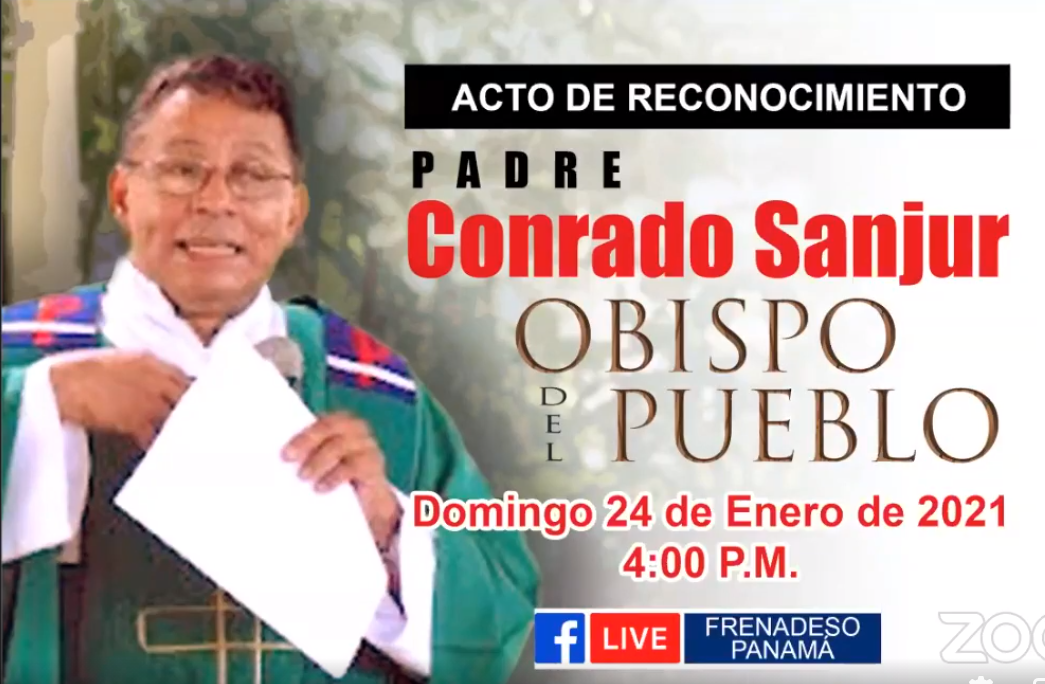 ACTO DE RECONOCIMIENTO
PADRE
Conrado Sanjur
OBISPO
DEL PUEBLO
Domingo 24 de Enero de 2021
4:00 P.M.
f LIVE FRENADESO
PANAMÁ